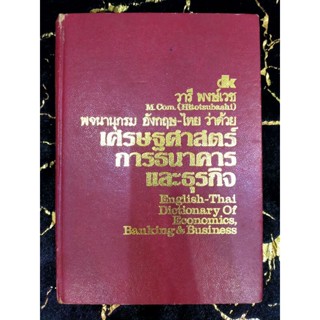 dk
วารี พงษ์เวช
M.Com. (Hitotsubashi)
พจนานุกรม อังกฤษ-ไทย ว่าด้วย
เศรษฐศาสตร์
การธนาคาร
และธุรกิจ
English-Thai
Dictionary Of
Economics,
Banking & Business